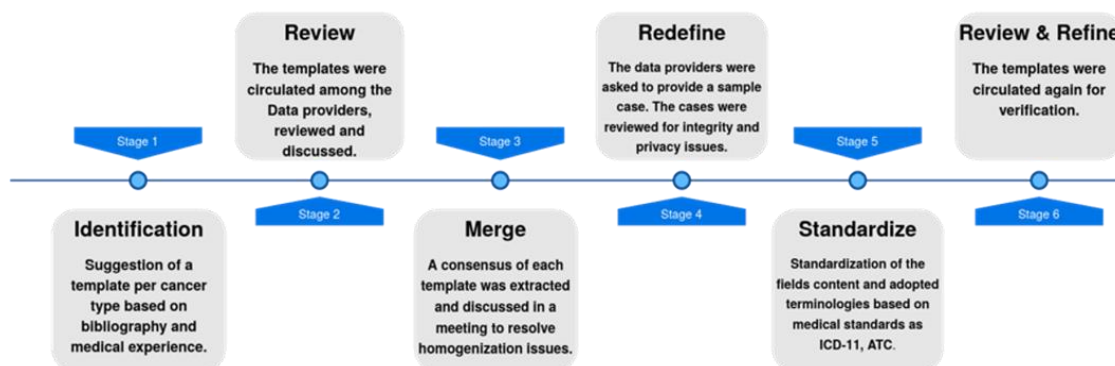 Stage 1
Identification
Suggestion of a
template per cancer
type based on
bibliography and
medical experience.
Review
The templates were
circulated among the
Data providers,
reviewed and
discussed.
Stage 2
Stage 3
Merge
A consensus of each
template was extracted
and discussed in a
meeting to resolve
homogenization issues.
Redefine
The data providers were
asked to provide a sample
case. The cases were
reviewed for integrity and
privacy issues.
Stage 4
Stage 5
Standardize
Standardization of the
fields content and adopted
terminologies based on
medical standards as
ICD-11, ATC.
Review & Refine
The templates were
circulated again for
verification.
Stage 6